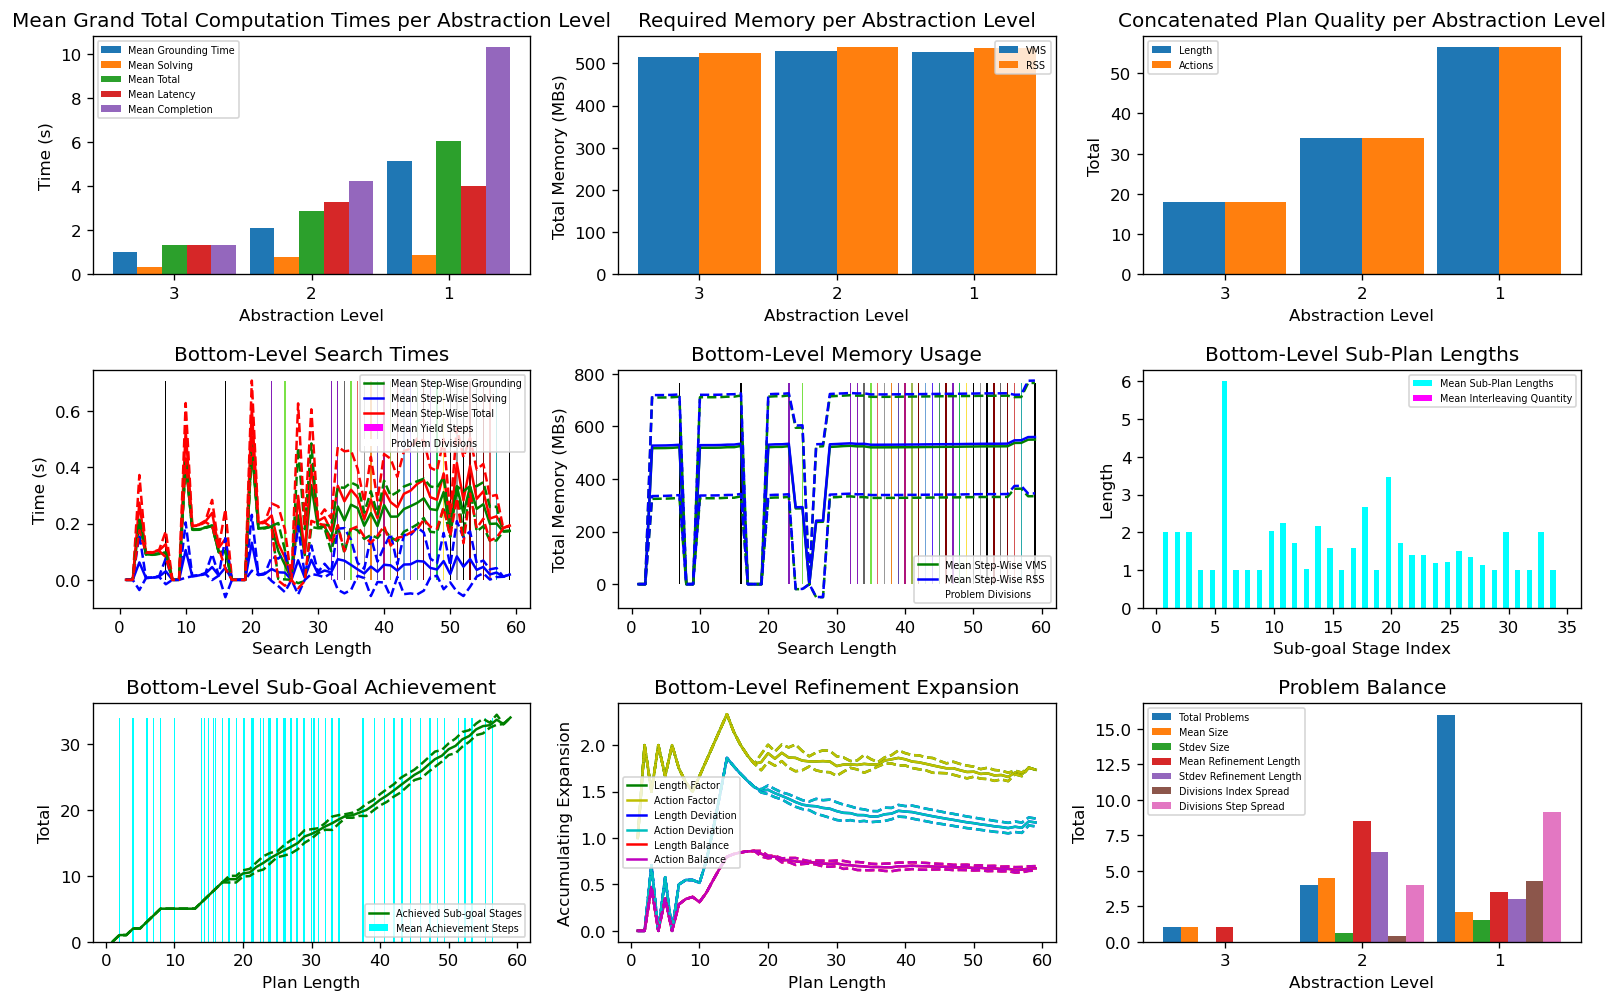 Mean Grand Total Computation Times per Abstraction Level
10
8
6
4
2
0
Time (s)
Mean Grounding Time
Mean Solving
Mean Total
Mean Latency
Mean Completion
3 2 1
Abstraction Level
Required Memory per Abstraction Level
500
400
300
200
100
0
Total Memory (MBs)
VMS
RSS
3 2 1
Abstraction Level
Concatenated Plan Quality per Abstraction Level
50
40
30
20
10
0
Total
Length
Actions
3 2 1
Abstraction Level
Bottom-Level Search Times
0.6
0.4
0.2
0.0
Time (s)
Mean Step-Wise Grounding
Mean Step-Wise Solving
Mean Step-Wise Total
Mean Yield Steps
Problem Divisions
0 10 20 30 40 50 60
Search Length
Bottom-Level Memory Usage
800
600
400
200
0
Total Memory (MBs)
Mean Step-Wise VMS
Mean Step-Wise RSS
Problem Divisions
0 10 20 30 40 50 60
Search Length
Bottom-Level Sub-Plan Lengths
6
5
4
3
2
1
0
Length
Mean Sub-Plan Lengths
Mean Interleaving Quantity
0 5 10 15 20 25 30 35
Sub-goal Stage Index
Bottom-Level Sub-Goal Achievement
30
20
10
0
Total
Achieved Sub-goal Stages
Mean Achievement Steps
0 10 20 30 40 50 60
Plan Length
Bottom-Level Refinement Expansion
2.0
1.5
1.0
0.5
0.0
Accumulating Expansion
Length Factor
Action Factor
Length Deviation
Action Deviation
Length Balance
Action Balance
0 10 20 30 40 50 60
Plan Length
Problem Balance
15.0
12.5
10.0
7.5
5.0
2.5
0.0
Total
Total Problems
Mean Size
Stdev Size
Mean Refinement Length
Stdev Refinement Length
Divisions Index Spread
Divisions Step Spread
3 2 1
Abstraction Level